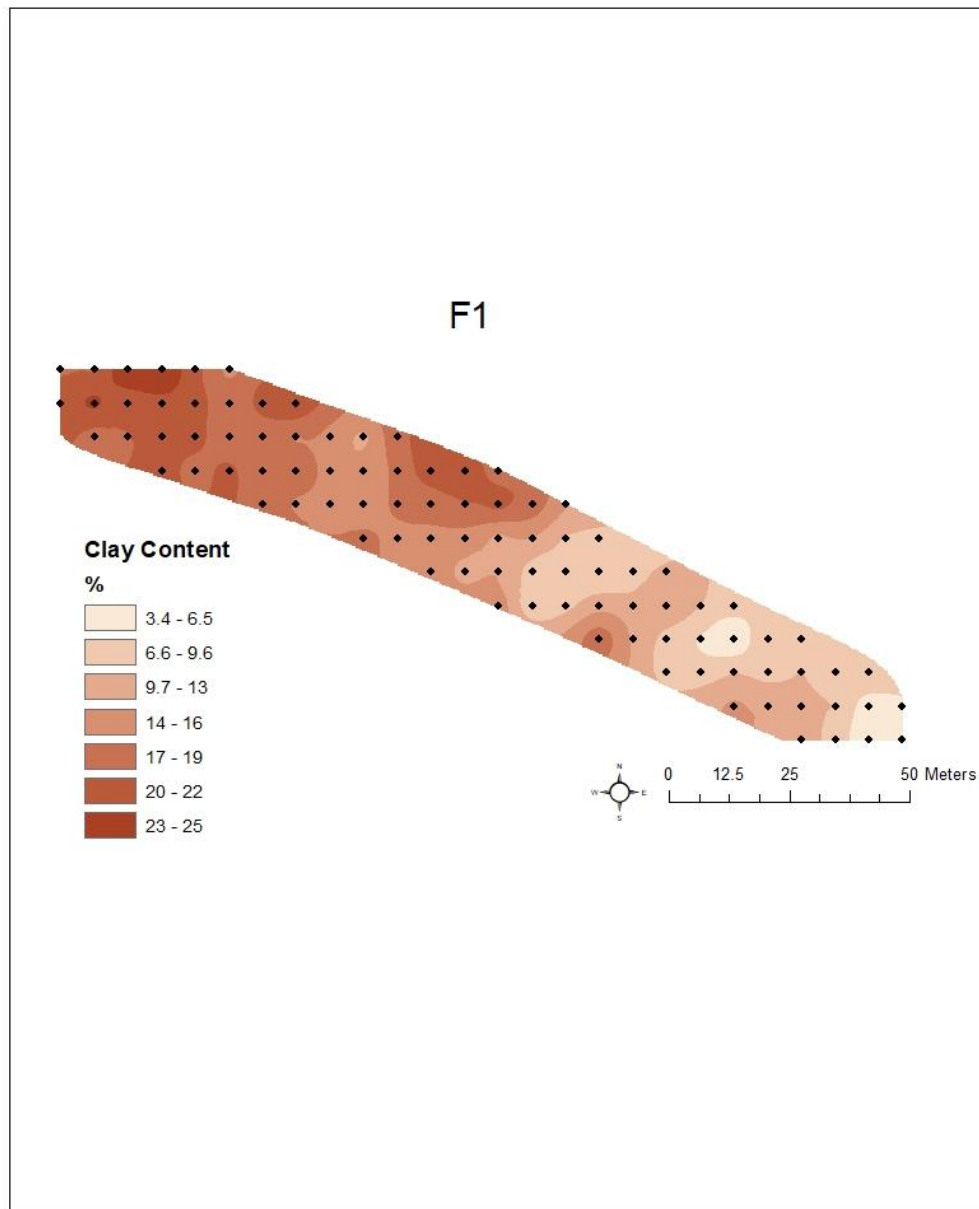 F1
Clay Content
%
3.4 - 6.5
6.6 - 9.6
9.7 - 13
14 - 16
17 - 19
20 - 22
23 - 25
N
W E
S
0 12.5 25 50 Meters